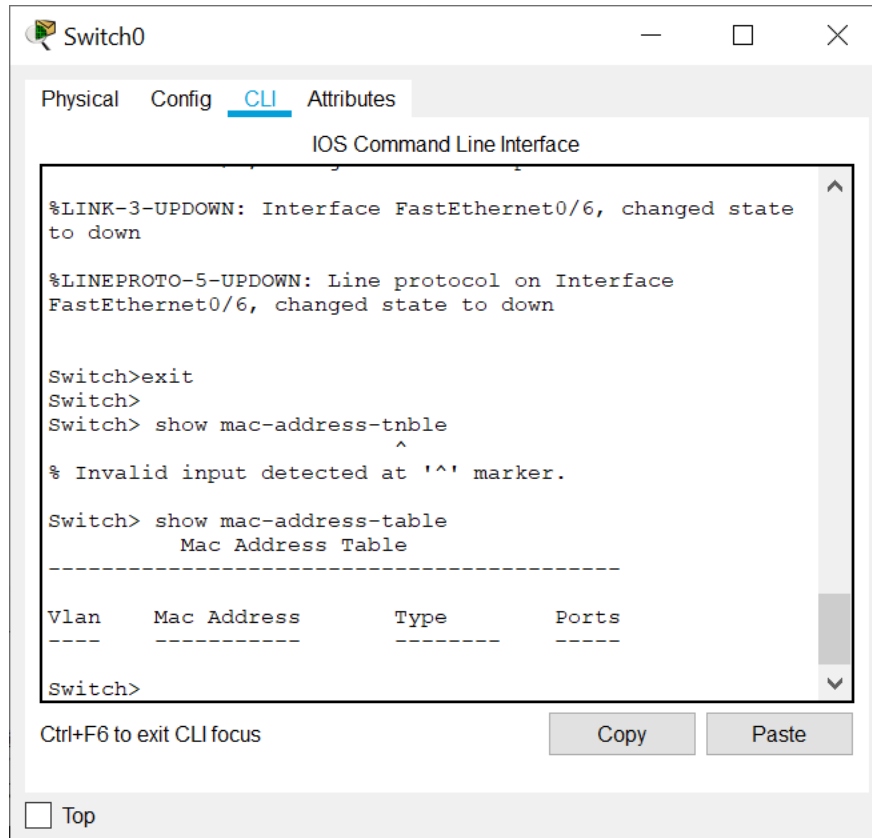 Switch0
Physical Config CLI Attributes
IOS Command Line Interface
%LINK-3-UPDOWN: Interface FastEthernet0/6, changed state
to down
%LINEPROTO-5-UPDOWN: Line protocol on Interface
FastEthernet0/6, changed state to down
Switch>exit
Switch>
Switch> show mac-address-tnble
^
% Invalid input detected at '^' marker.
Switch> show mac-address-table
Mac Address Table
-------------------------------------------
Vlan Mac Address Type Ports
---- ----------- -------- -----
Switch>
Ctrl+F6 to exit CLI focus
Copy Paste
Top